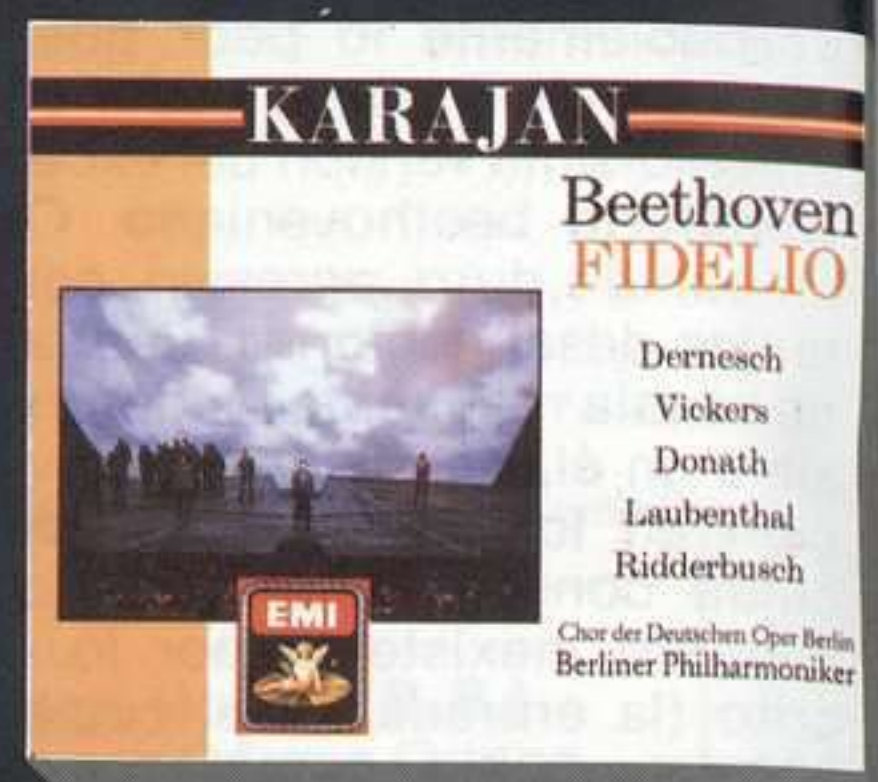 KARAJAN
Beethoven
FIDELIO
Dernesch
Vickers
Donath
Laubenthal
Ridderbusch
Chor der Deutschen Oper Berlin
Berliner Philharmoniker
EMI